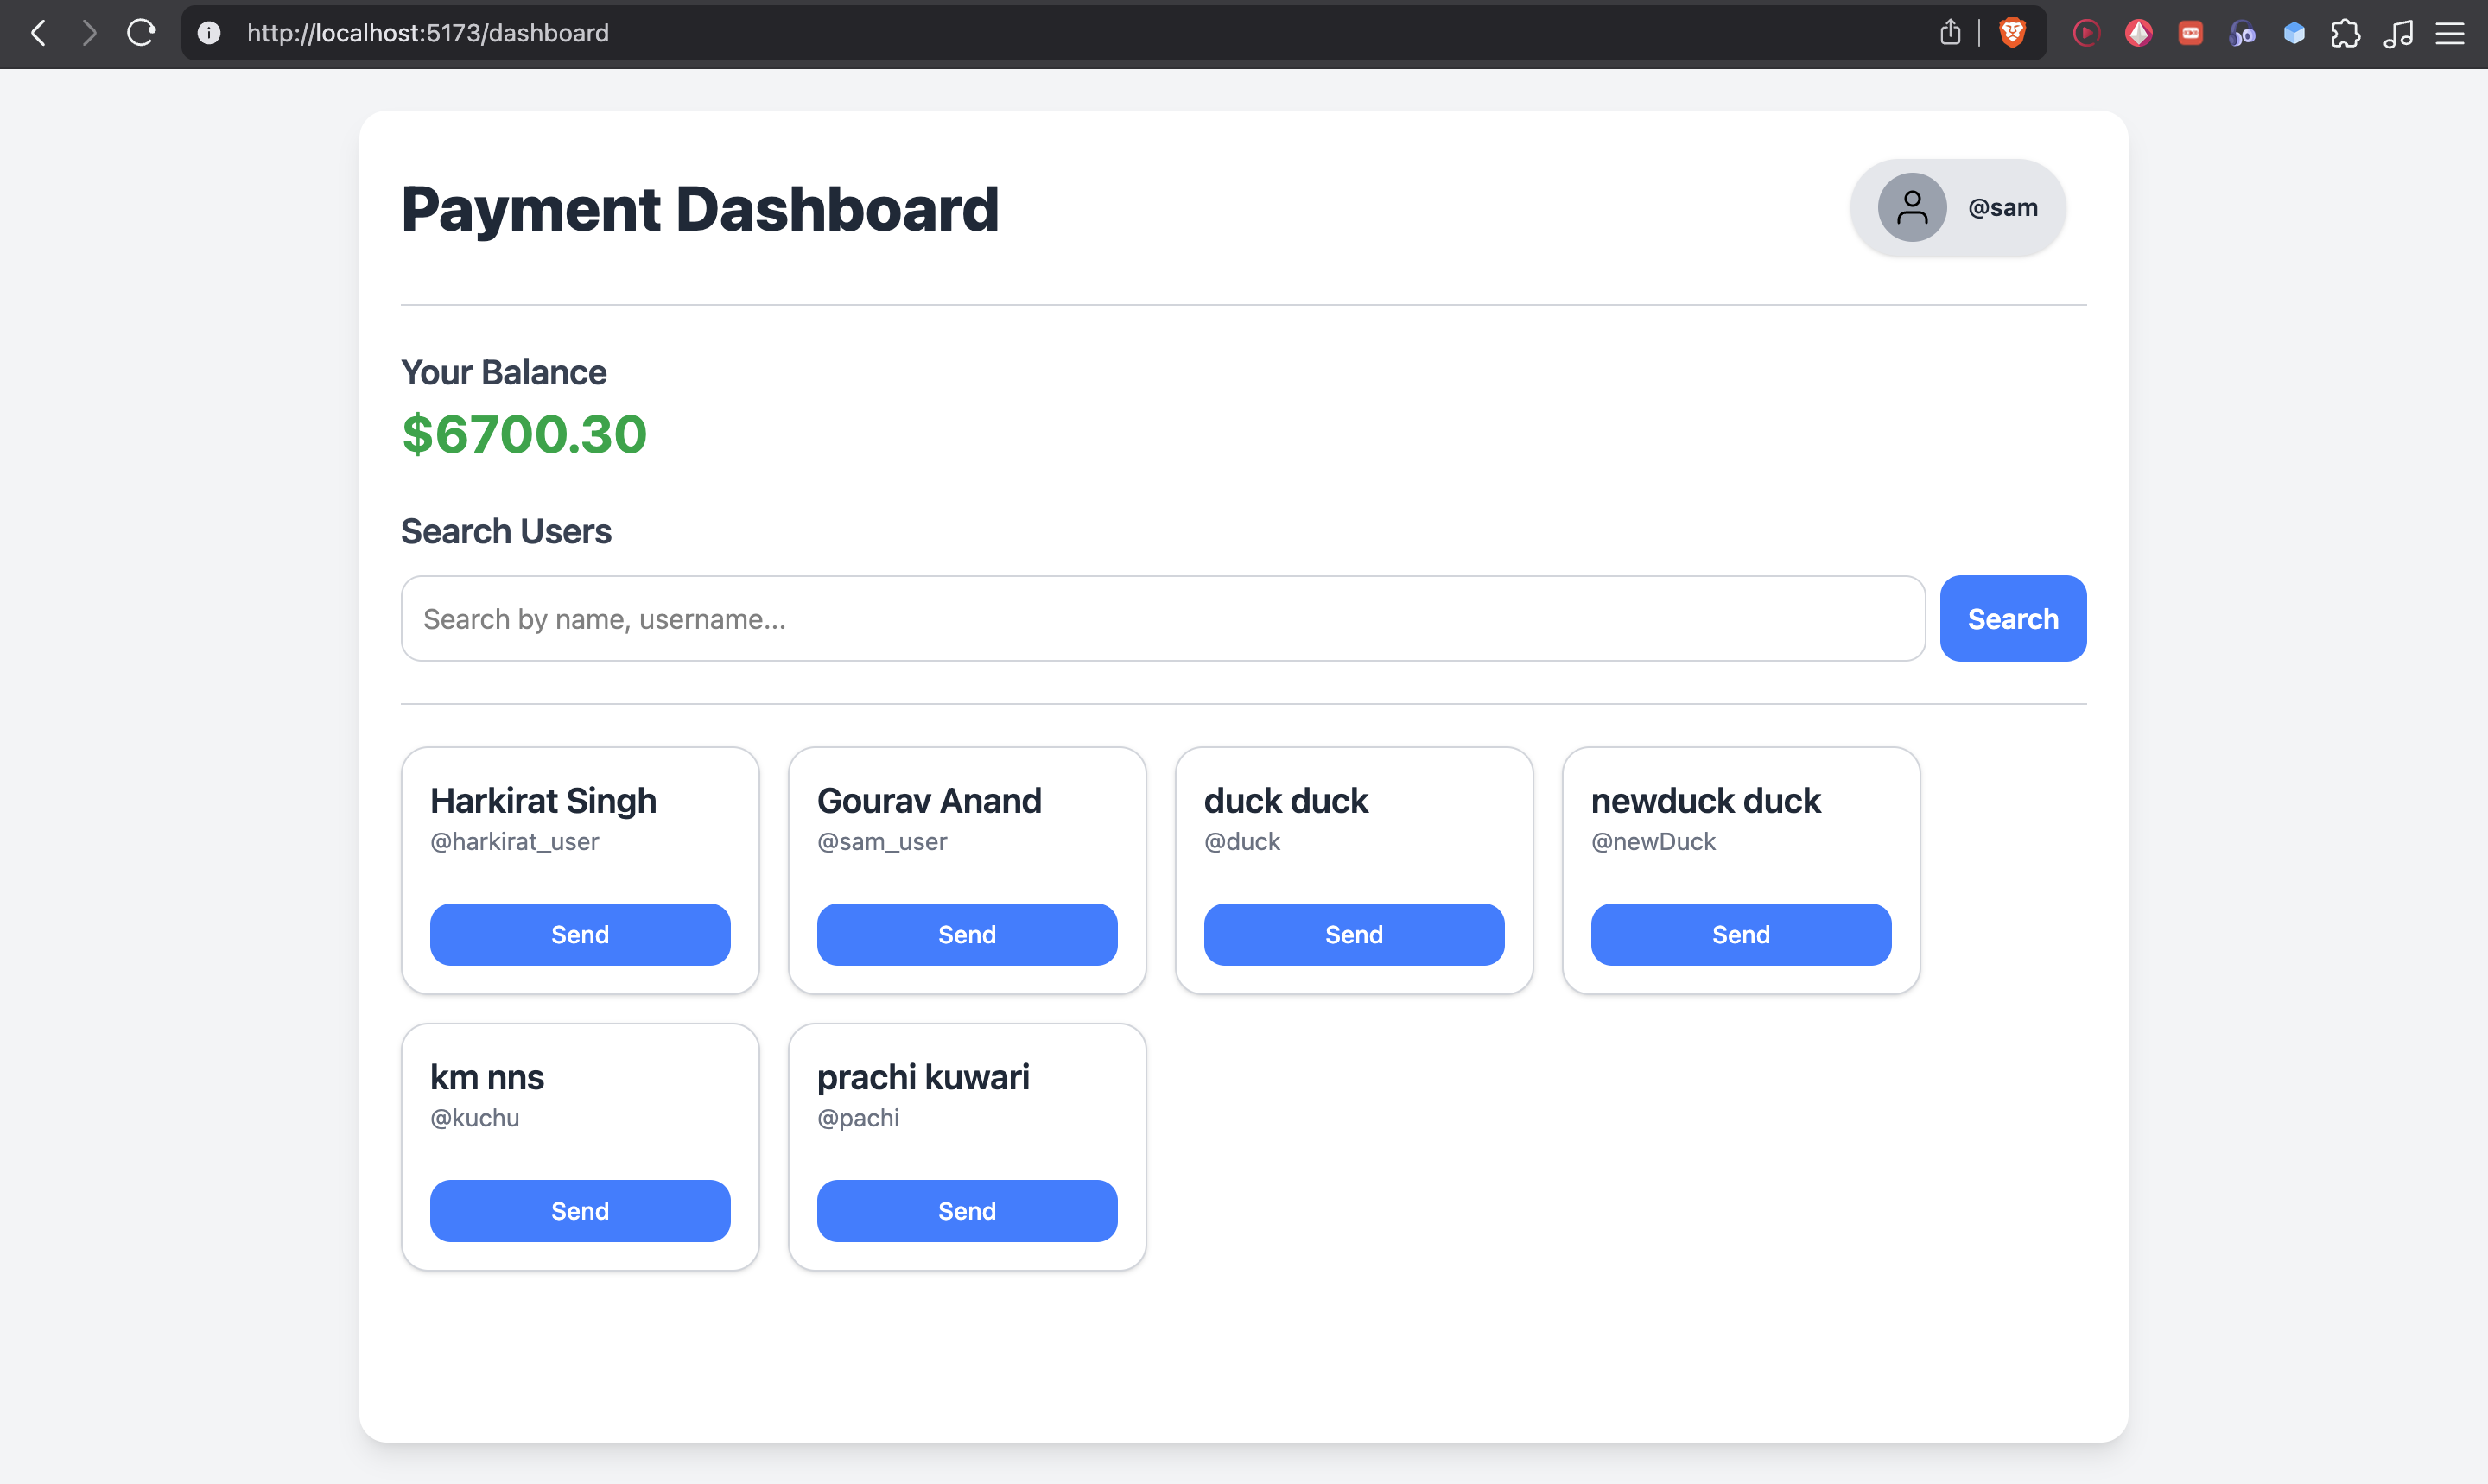 http://localhost:5173/dashboard
Payment Dashboard
@sam
Your Balance
$6700.30
Search Users
Search by name, username...
Search
Harkirat Singh
@harkirat_user
Send
Gourav Anand
@sam_user
Send
duck duck
@duck
Send
newduck duck
@newDuck
Send
km nns
@kuchu
Send
prachi kuwari
@pachi
Send